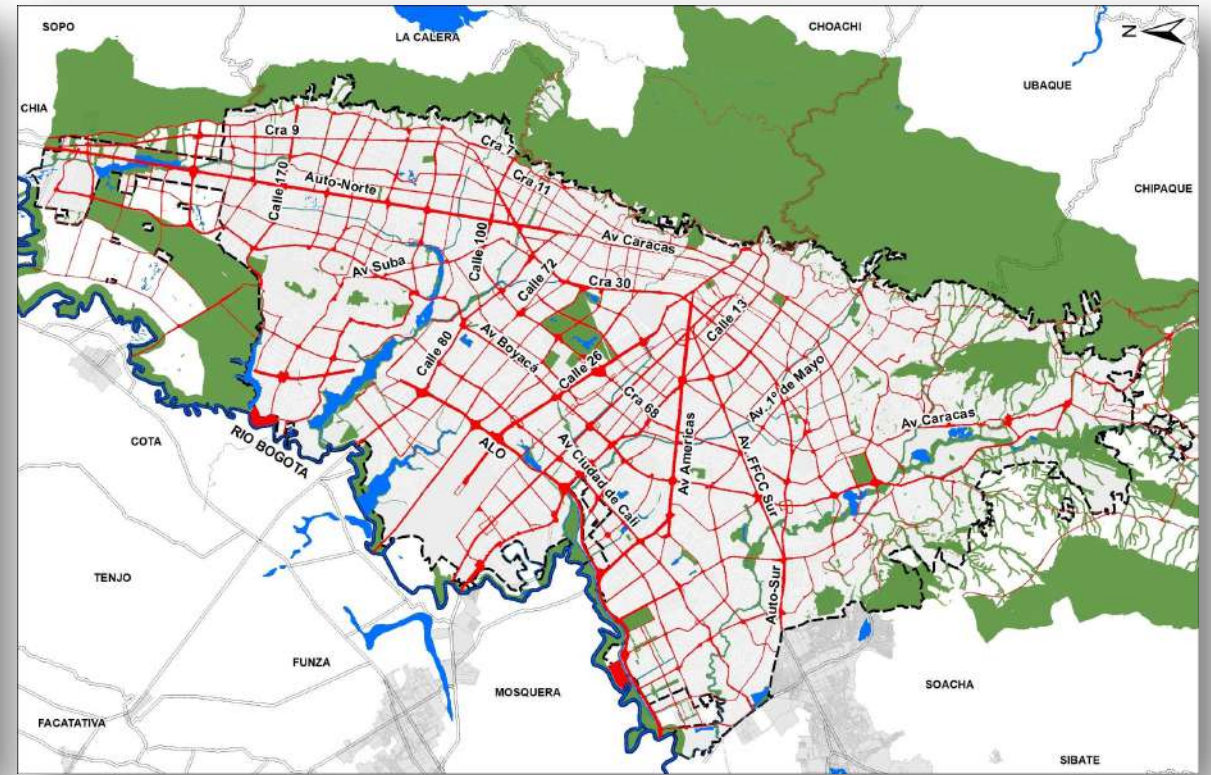 SOPO
LA CALERA
CHOACHI
N
UBAQUE
CHIA
Cra 9
Cra 7
Cra 11
Calle 170
Auto-Norte
CHIPAQUE
Calle 100
Av Caracas
Av Suba
Calle 72
Cra 30
Calle 13
Calle 80
Av Boyacá
Calle 26
Cra 68
Av. 1º de Mayo
Av Caracas
COTA
RIO BOGOTA
ALO
Av Ciudad de Cali
Av Americas
Av .FFCC Sur
TENJO
Auto-Sur
FUNZA
MOSQUERA
SOACHA
FACATATIVA
SIBATE